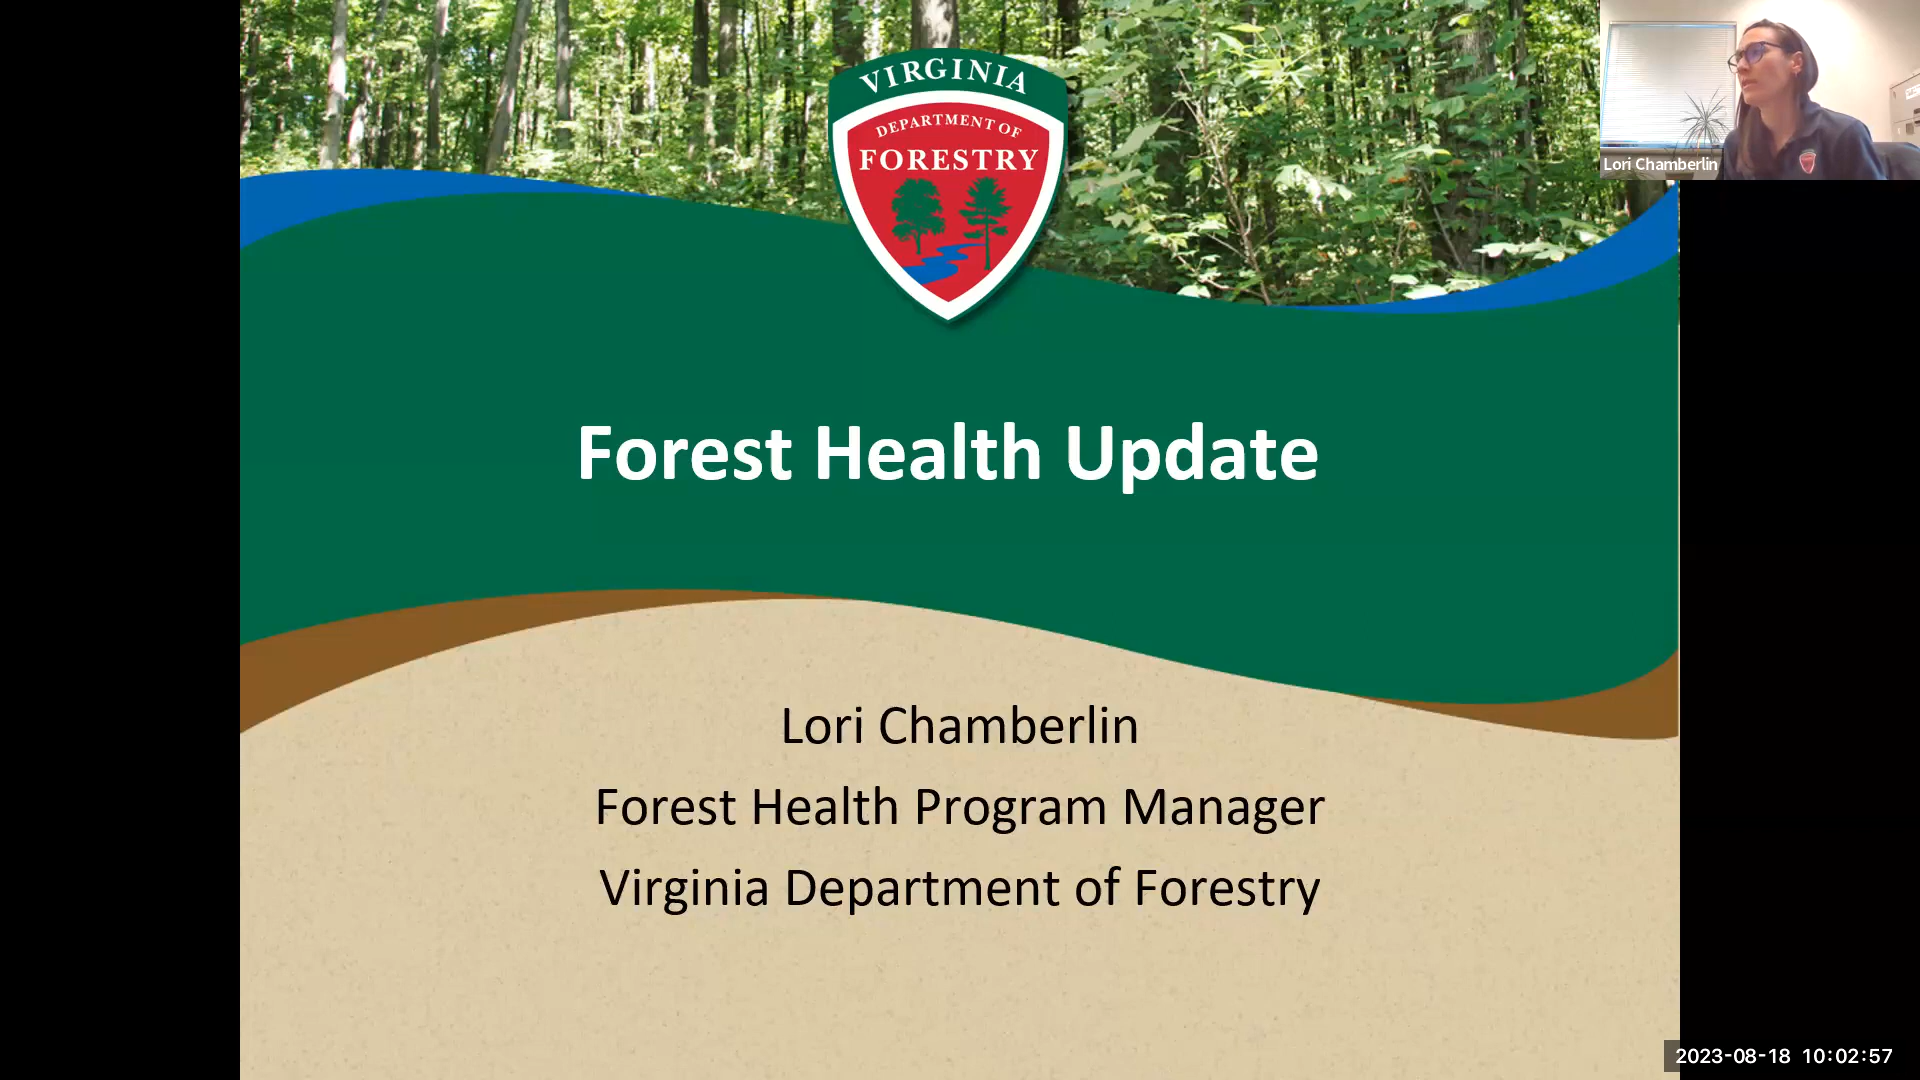 VIRGINIA
DEPARTMENT OF
FORESTRY
Lori Chamberlin
Forest Health Update
Lori Chamberlin
Forest Health Program Manager
Virginia Department of Forestry
2023-08-18 10:02:57